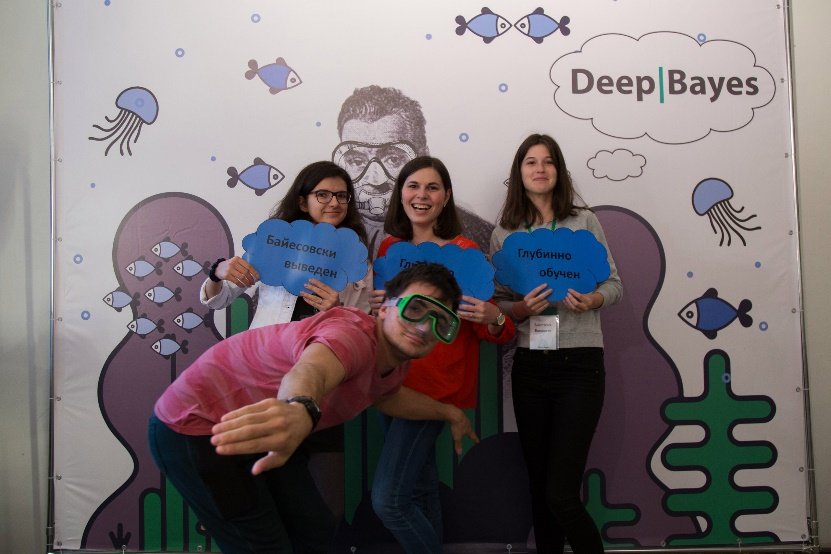 Deep|Bayes
Байесовски
выведен
Глубинно
обучен